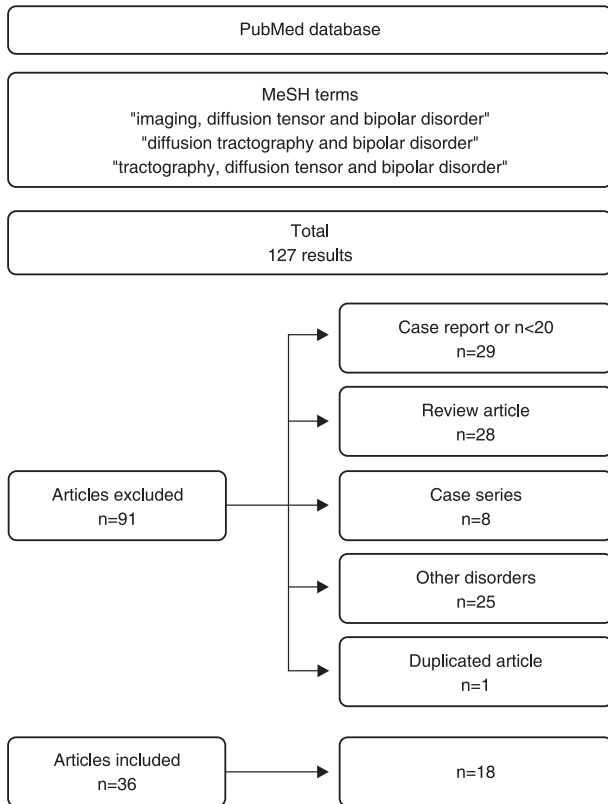 PubMed database
MeSH terms
"imaging, diffusion tensor and bipolar disorder"
"diffusion tractography and bipolar disorder"
"tractography, diffusion tensor and bipolar disorder"
Total
127 results
Case report or n<20
n=29
Review article
n=28
Articles excluded
n=91
Case series
n=8
Other disorders
n=25
Duplicated article
n=1
Articles included
n=36
n=18